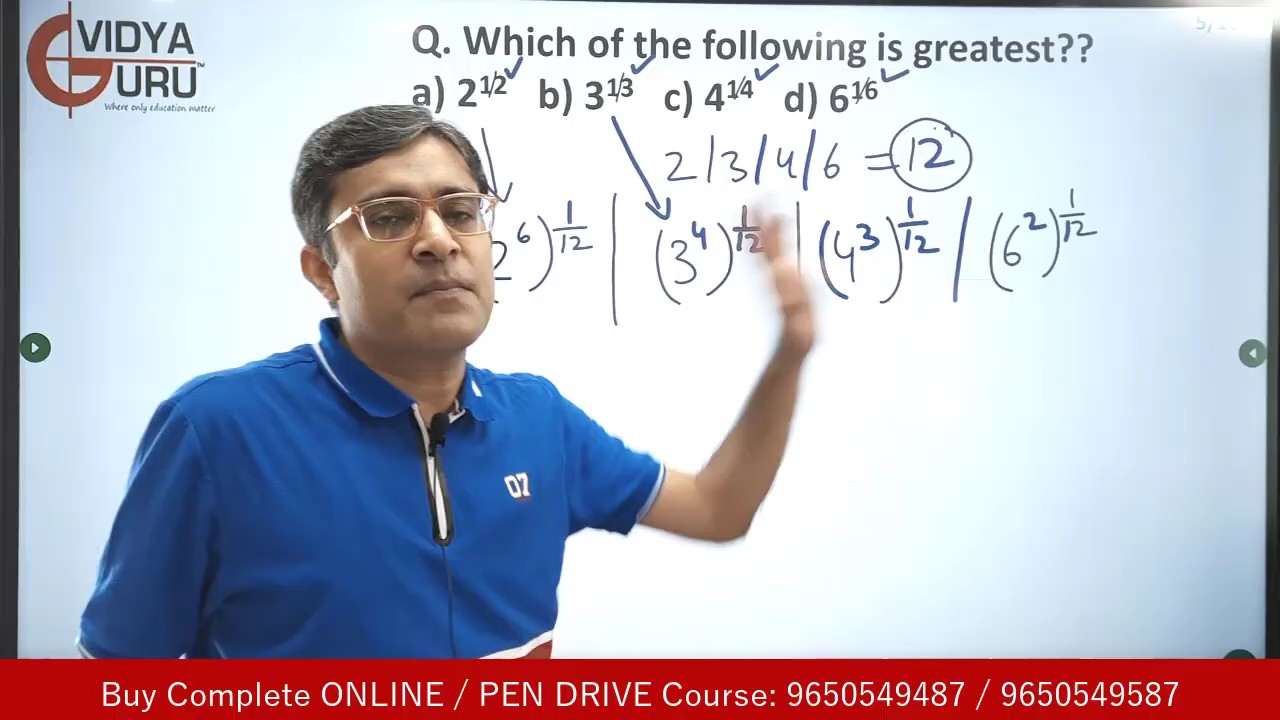 VIDYA
GURU™
Where only education matter
Q. Which of the following is greatest??
a) 2^1/2 b) 3^1/3 c) 4^1/4 d) 6^1/6
2 / 3 / 4 / 6 = 12
2^6)^1/12 | (3^4)^1/12 | (4^3)^1/12 / (6^2)^1/12
07
Buy Complete ONLINE / PEN DRIVE Course: 9650549487 / 9650549587